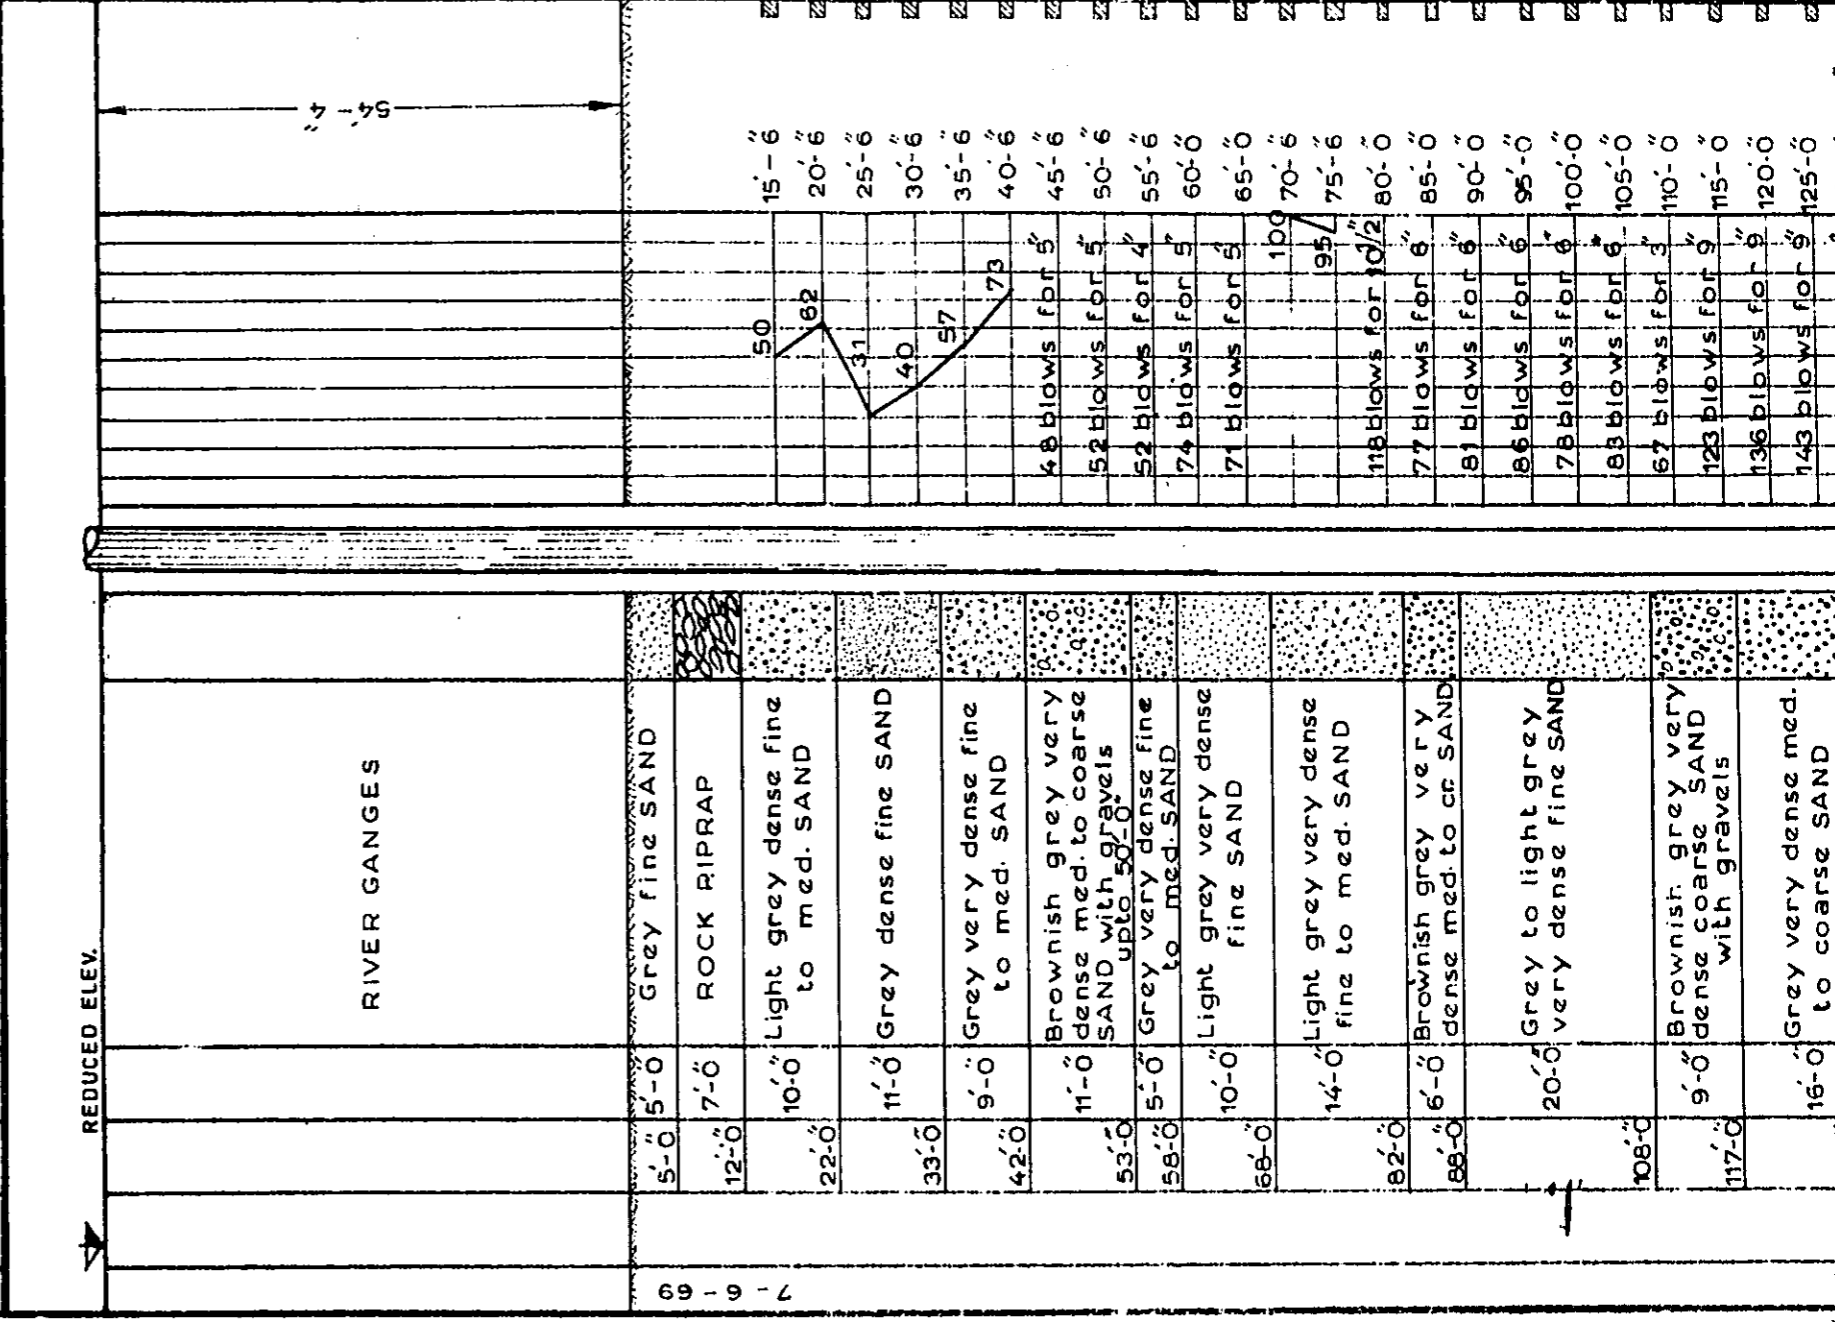 REDUCED ELEV.
RIVER GANGES
54'-4"
7-6-69
5'-0" 5'-0" Grey fine SAND
12'-0" 7'-0" ROCK RIPRAP
22'-0" 10'-0" Light grey dense fine
to med. SAND
33'-0" 11'-0" Grey dense fine SAND
42'-0" 9'-0" Grey very dense fine
to med. SAND
53'-0" 11'-0" Brownish grey very
dense med. to coarse
SAND with gravels
upto 50'-0"
58'-0" 5'-0" Grey very dense fine
to med. SAND
68'-0" 10'-0" Light grey very dense
fine SAND
82'-0" 14'-0" Light grey very dense
fine to med. SAND
88'-0" 6'-0" Brownish grey very
dense med. to cr. SAND
108'-0" 20'-0" Grey to light grey
very dense fine SAND
117'-0" 9'-0" Brownish grey very
dense coarse SAND
with gravels
16'-0" Grey very dense med.
to coarse SAND
50 15'-6"
62 20'-6"
31 25'-6"
40 30'-6"
57 35'-6"
73 40'-6"
48 blows for 5" 45'-6"
52 blows for 5" 50'-6"
52 blows for 4" 55'-6"
74 blows for 5" 60'-0"
71 blows for 5" 65'-0"
100 70'-6"
95 75'-6"
118 blows for 10/2" 80'-0"
77 blows for 6" 85'-0"
81 blows for 6" 90'-0"
86 blows for 6" 95'-0"
78 blows for 6" 100'-0"
83 blows for 6" 105'-0"
67 blows for 3" 110'-0"
123 blows for 9" 115'-0"
136 blows for 9" 120'-0"
143 blows for 9" 125'-0"